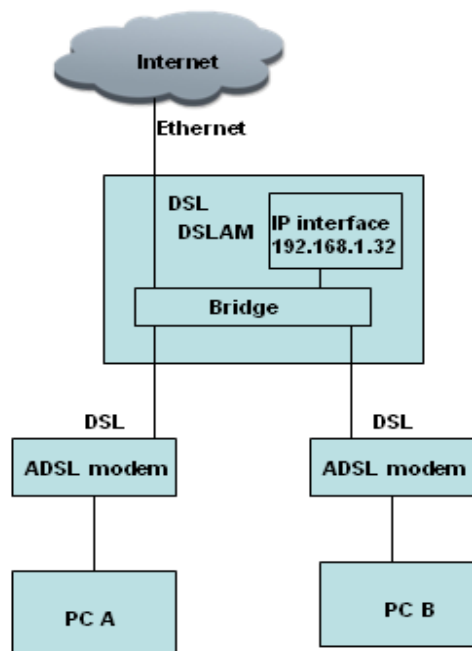 Internet
Ethernet
DSL
DSLAM
IP interface
192.168.1.32
Bridge
DSL
DSL
ADSL modem
ADSL modem
PC A
PC B